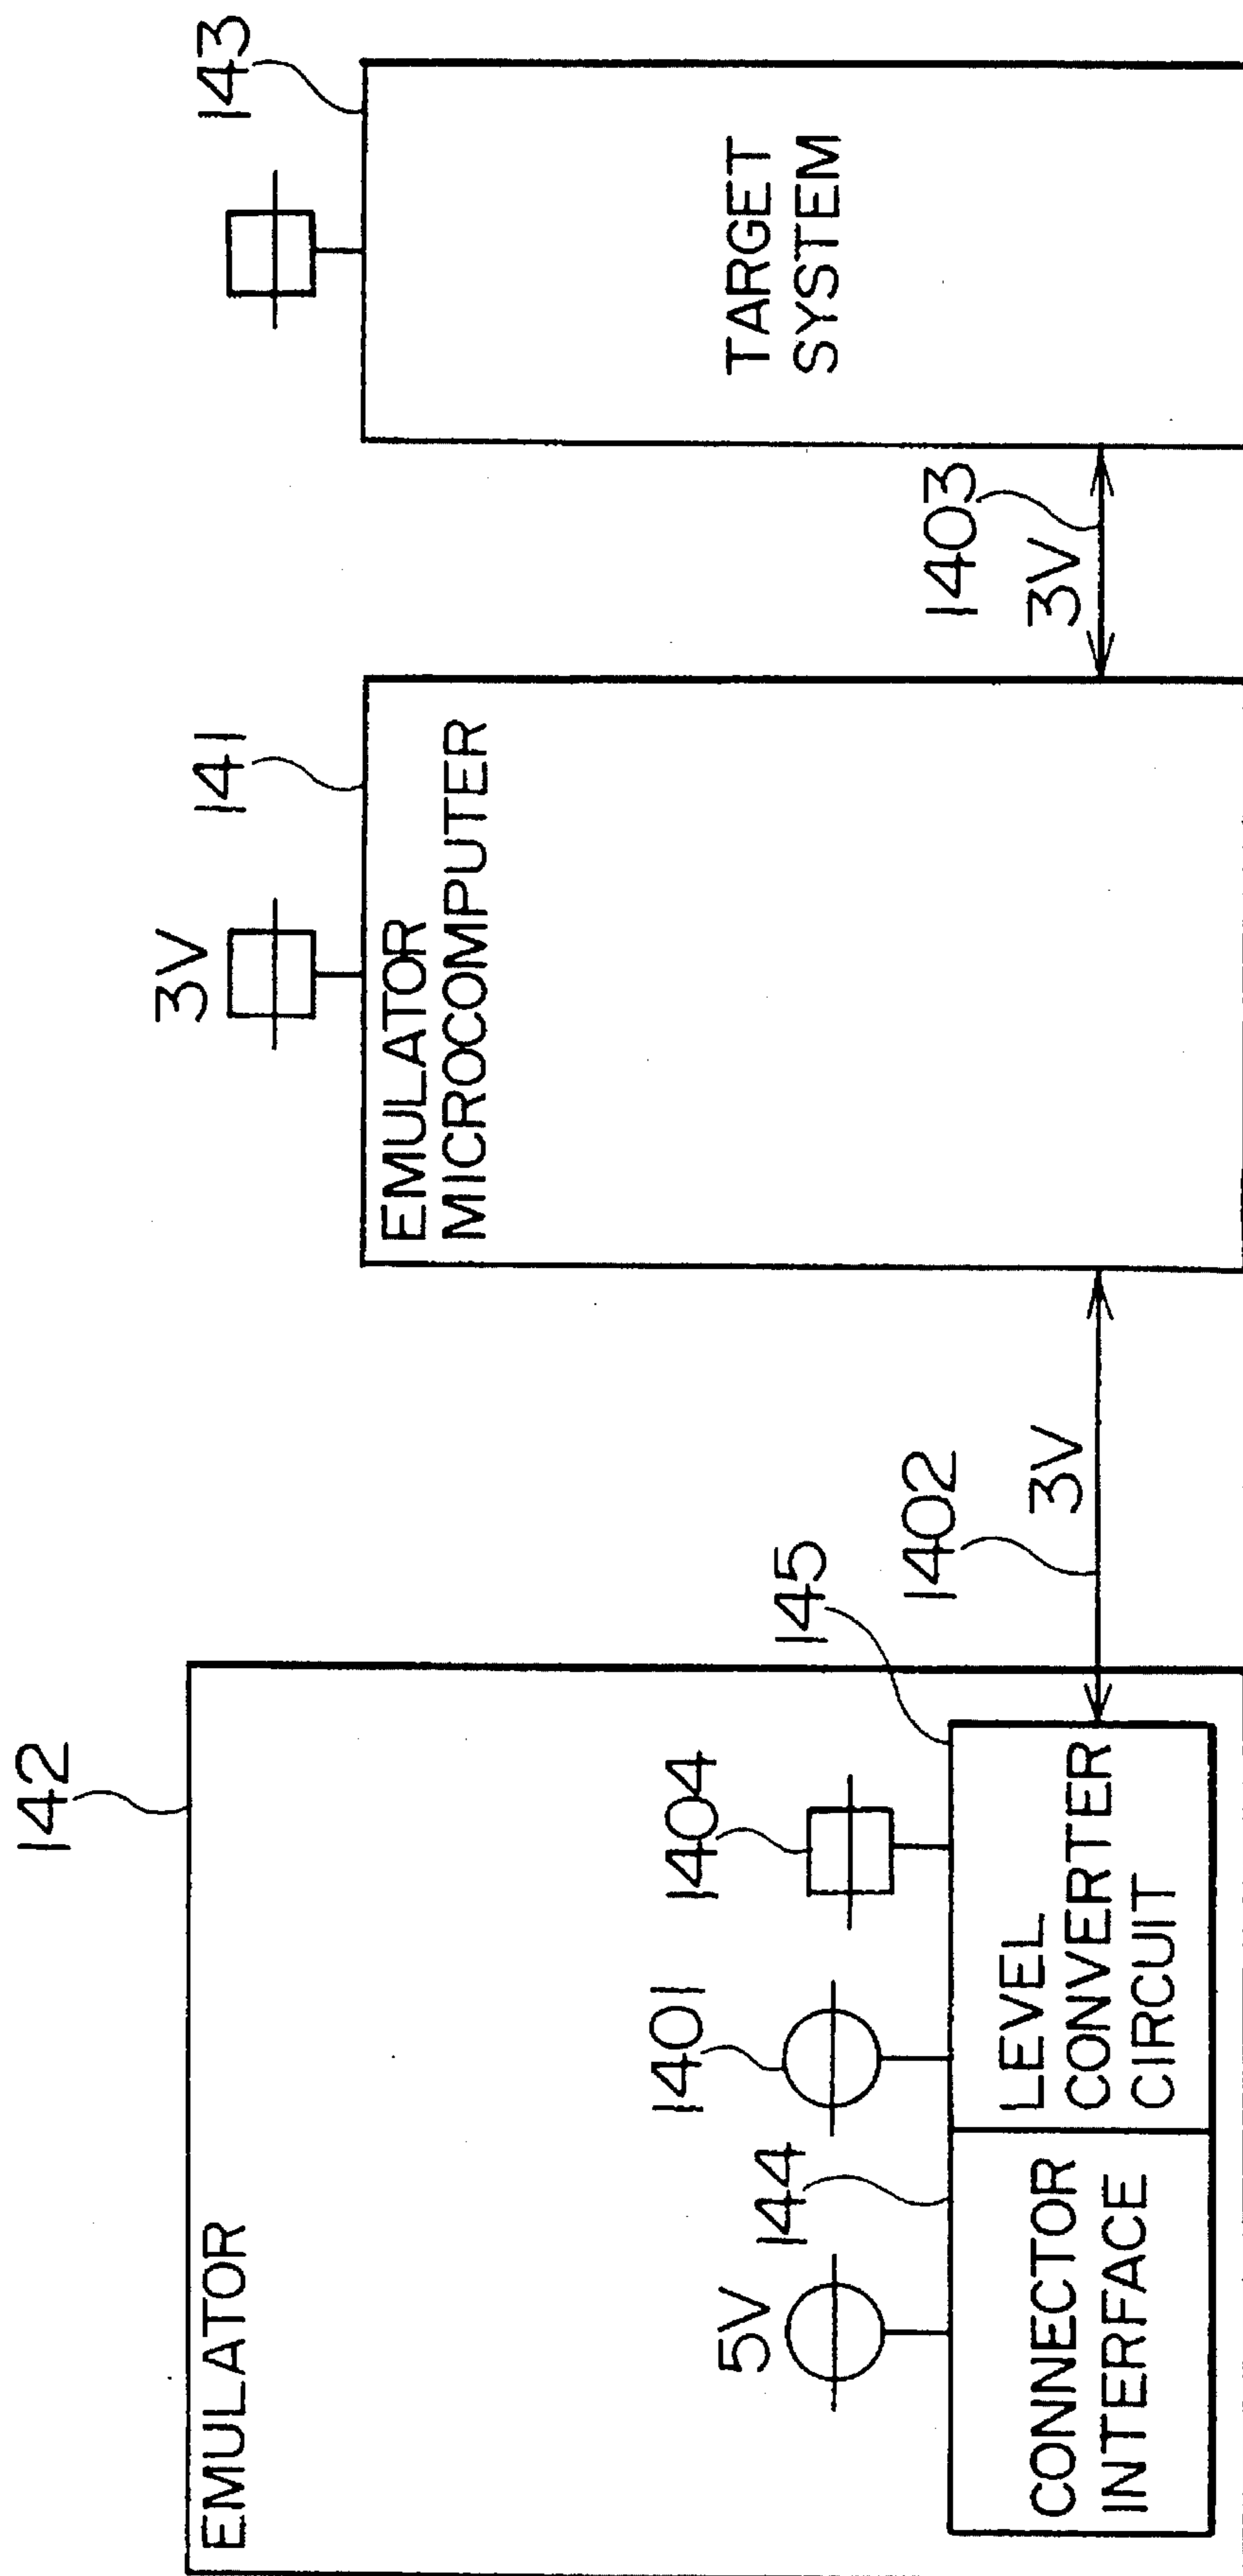 142
EMULATOR
5V
144
1401
1404
145
CONNECTOR
INTERFACE
LEVEL
CONVERTER
CIRCUIT
1402
3V
3V
141
EMULATOR
MICROCOMPUTER
1403
3V
143
TARGET
SYSTEM